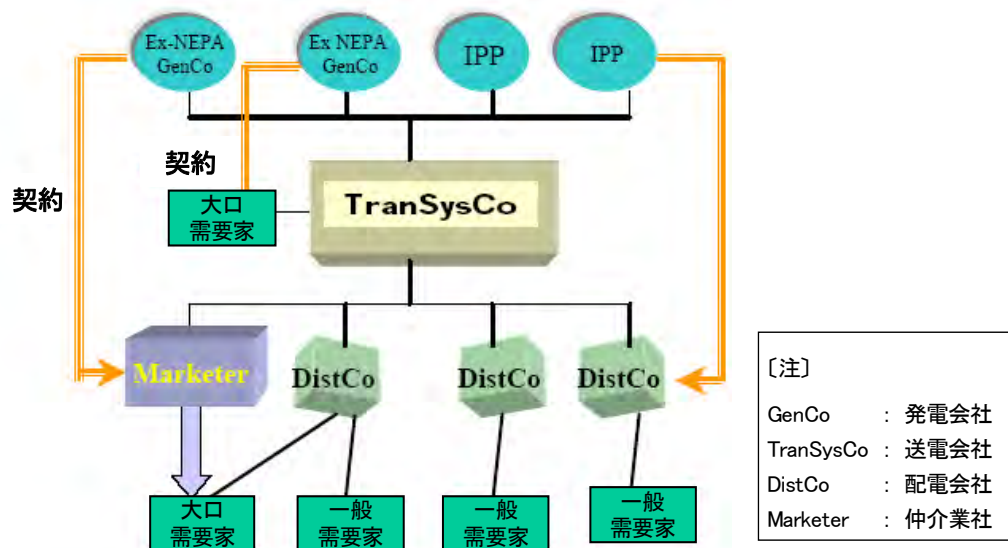 Ex-NEPA
GenCo
Ex NEPA
GenCo
IPP
IPP
契約
契約
大口
需要家
TranSysCo
Marketer
DistCo
DistCo
DistCo
大口
需要家
一般
需要家
一般
需要家
一般
需要家
〔注〕
GenCo : 発電会社
TranSysCo : 送電会社
DistCo : 配電会社
Marketer : 仲介業社